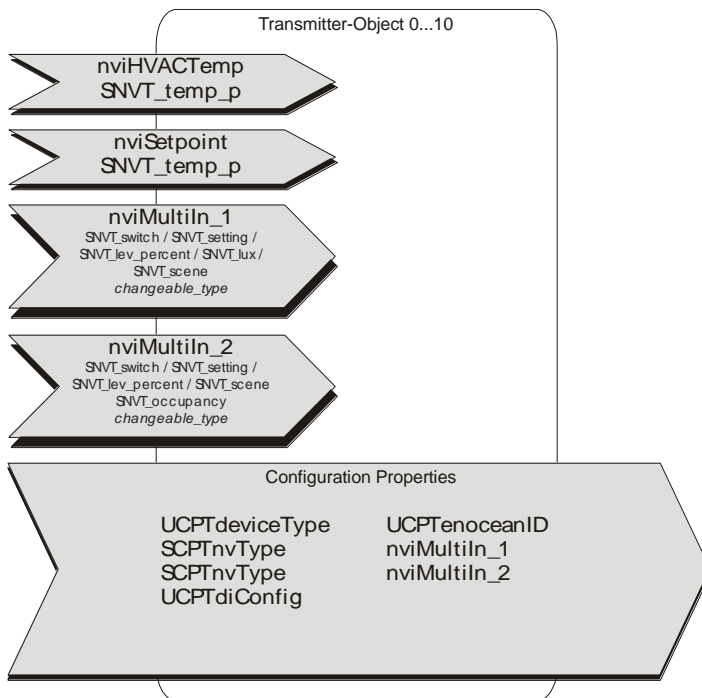 Transmitter-Object 0...10
nviHVACTemp
SNVT_temp_p
nviSetpoint
SNVT_temp_p
nviMultiIn_1
SNVT_switch / SNVT_setting /
SNVT_lev_percent / SNVT_lux /
SNVT_scene
changeable_type
nviMultiIn_2
SNVT_switch / SNVT_setting /
SNVT_lev_percent / SNVT_scene
SNVT_occupancy
changeable_type
Configuration Properties
UCPTdeviceType UCPTenoceanID
SCPTnvType nviMultiIn_1
SCPTnvType nviMultiIn_2
UCPTdiConfig